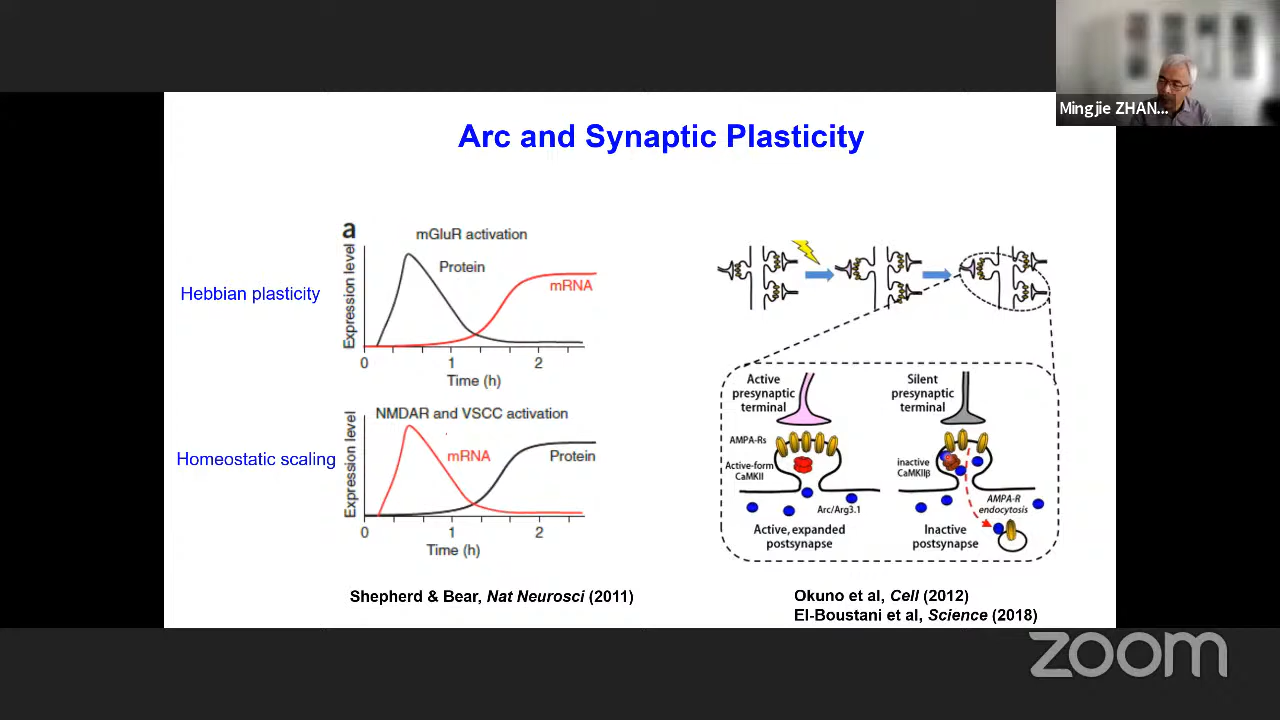 Mingjie ZHAN...
Arc and Synaptic Plasticity
a
mGluR activation
Protein
mRNA
Expression level
Hebbian plasticity
0
1
2
Time (h)
NMDAR and VSCC activation
mRNA
Protein
Expression level
Homeostatic scaling
0
1
2
Time (h)
Shepherd & Bear, Nat Neurosci (2011)
Active
presynaptic
terminal
AMPA-Rs
Active-form
CaMKII
Arc/Arg3.1
Active, expanded
postsynapse
Silent
presynaptic
terminal
inactive
CaMKIIβ
AMPA-R
endocytosis
Inactive
postsynapse
Okuno et al, Cell (2012)
El-Boustani et al, Science (2018)
zoom